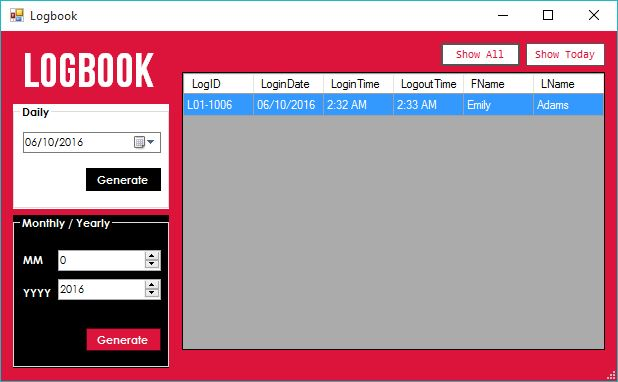 Logbook
LOGBOOK
Show All Show Today
Daily
06/10/2016
Generate
Monthly / Yearly
MM 0
YYYY 2016
Generate
LogID LoginDate LoginTime LogoutTime FName LName
L01-1006 06/10/2016 2:32 AM 2:33 AM Emily Adams